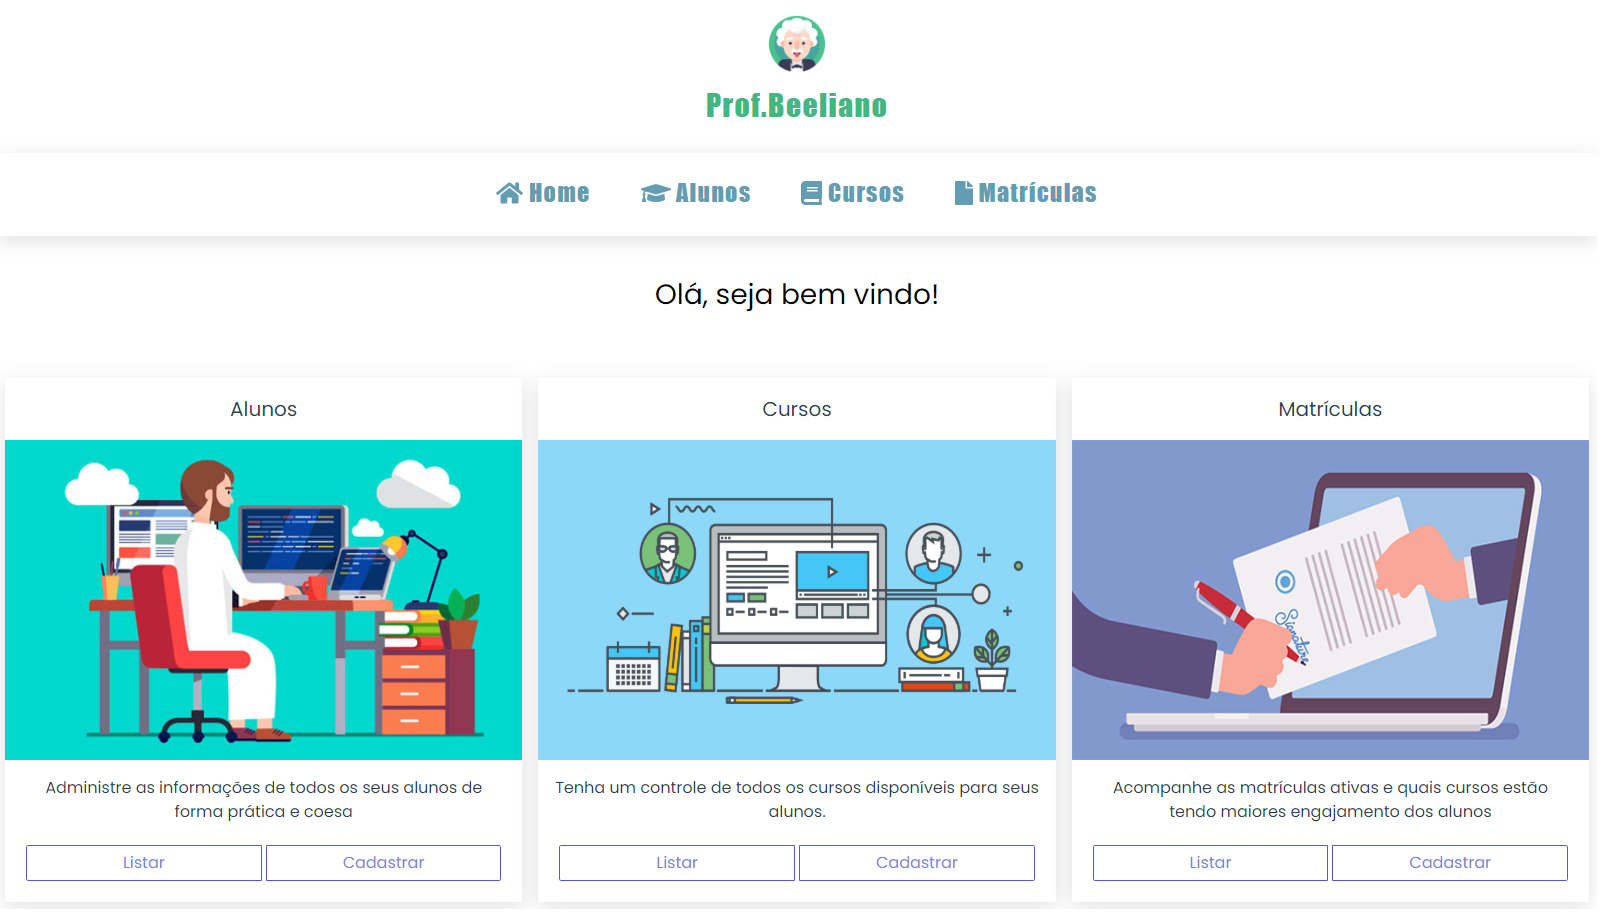 Prof.Beeliano
Home Alunos Cursos Matrículas
Olá, seja bem vindo!
Alunos
Administre as informações de todos os seus alunos de
forma prática e coesa
Listar Cadastrar
Cursos
Tenha um controle de todos os cursos disponíveis para seus
alunos.
Listar Cadastrar
Matrículas
Signature
Acompanhe as matrículas ativas e quais cursos estão
tendo maiores engajamento dos alunos
Listar Cadastrar